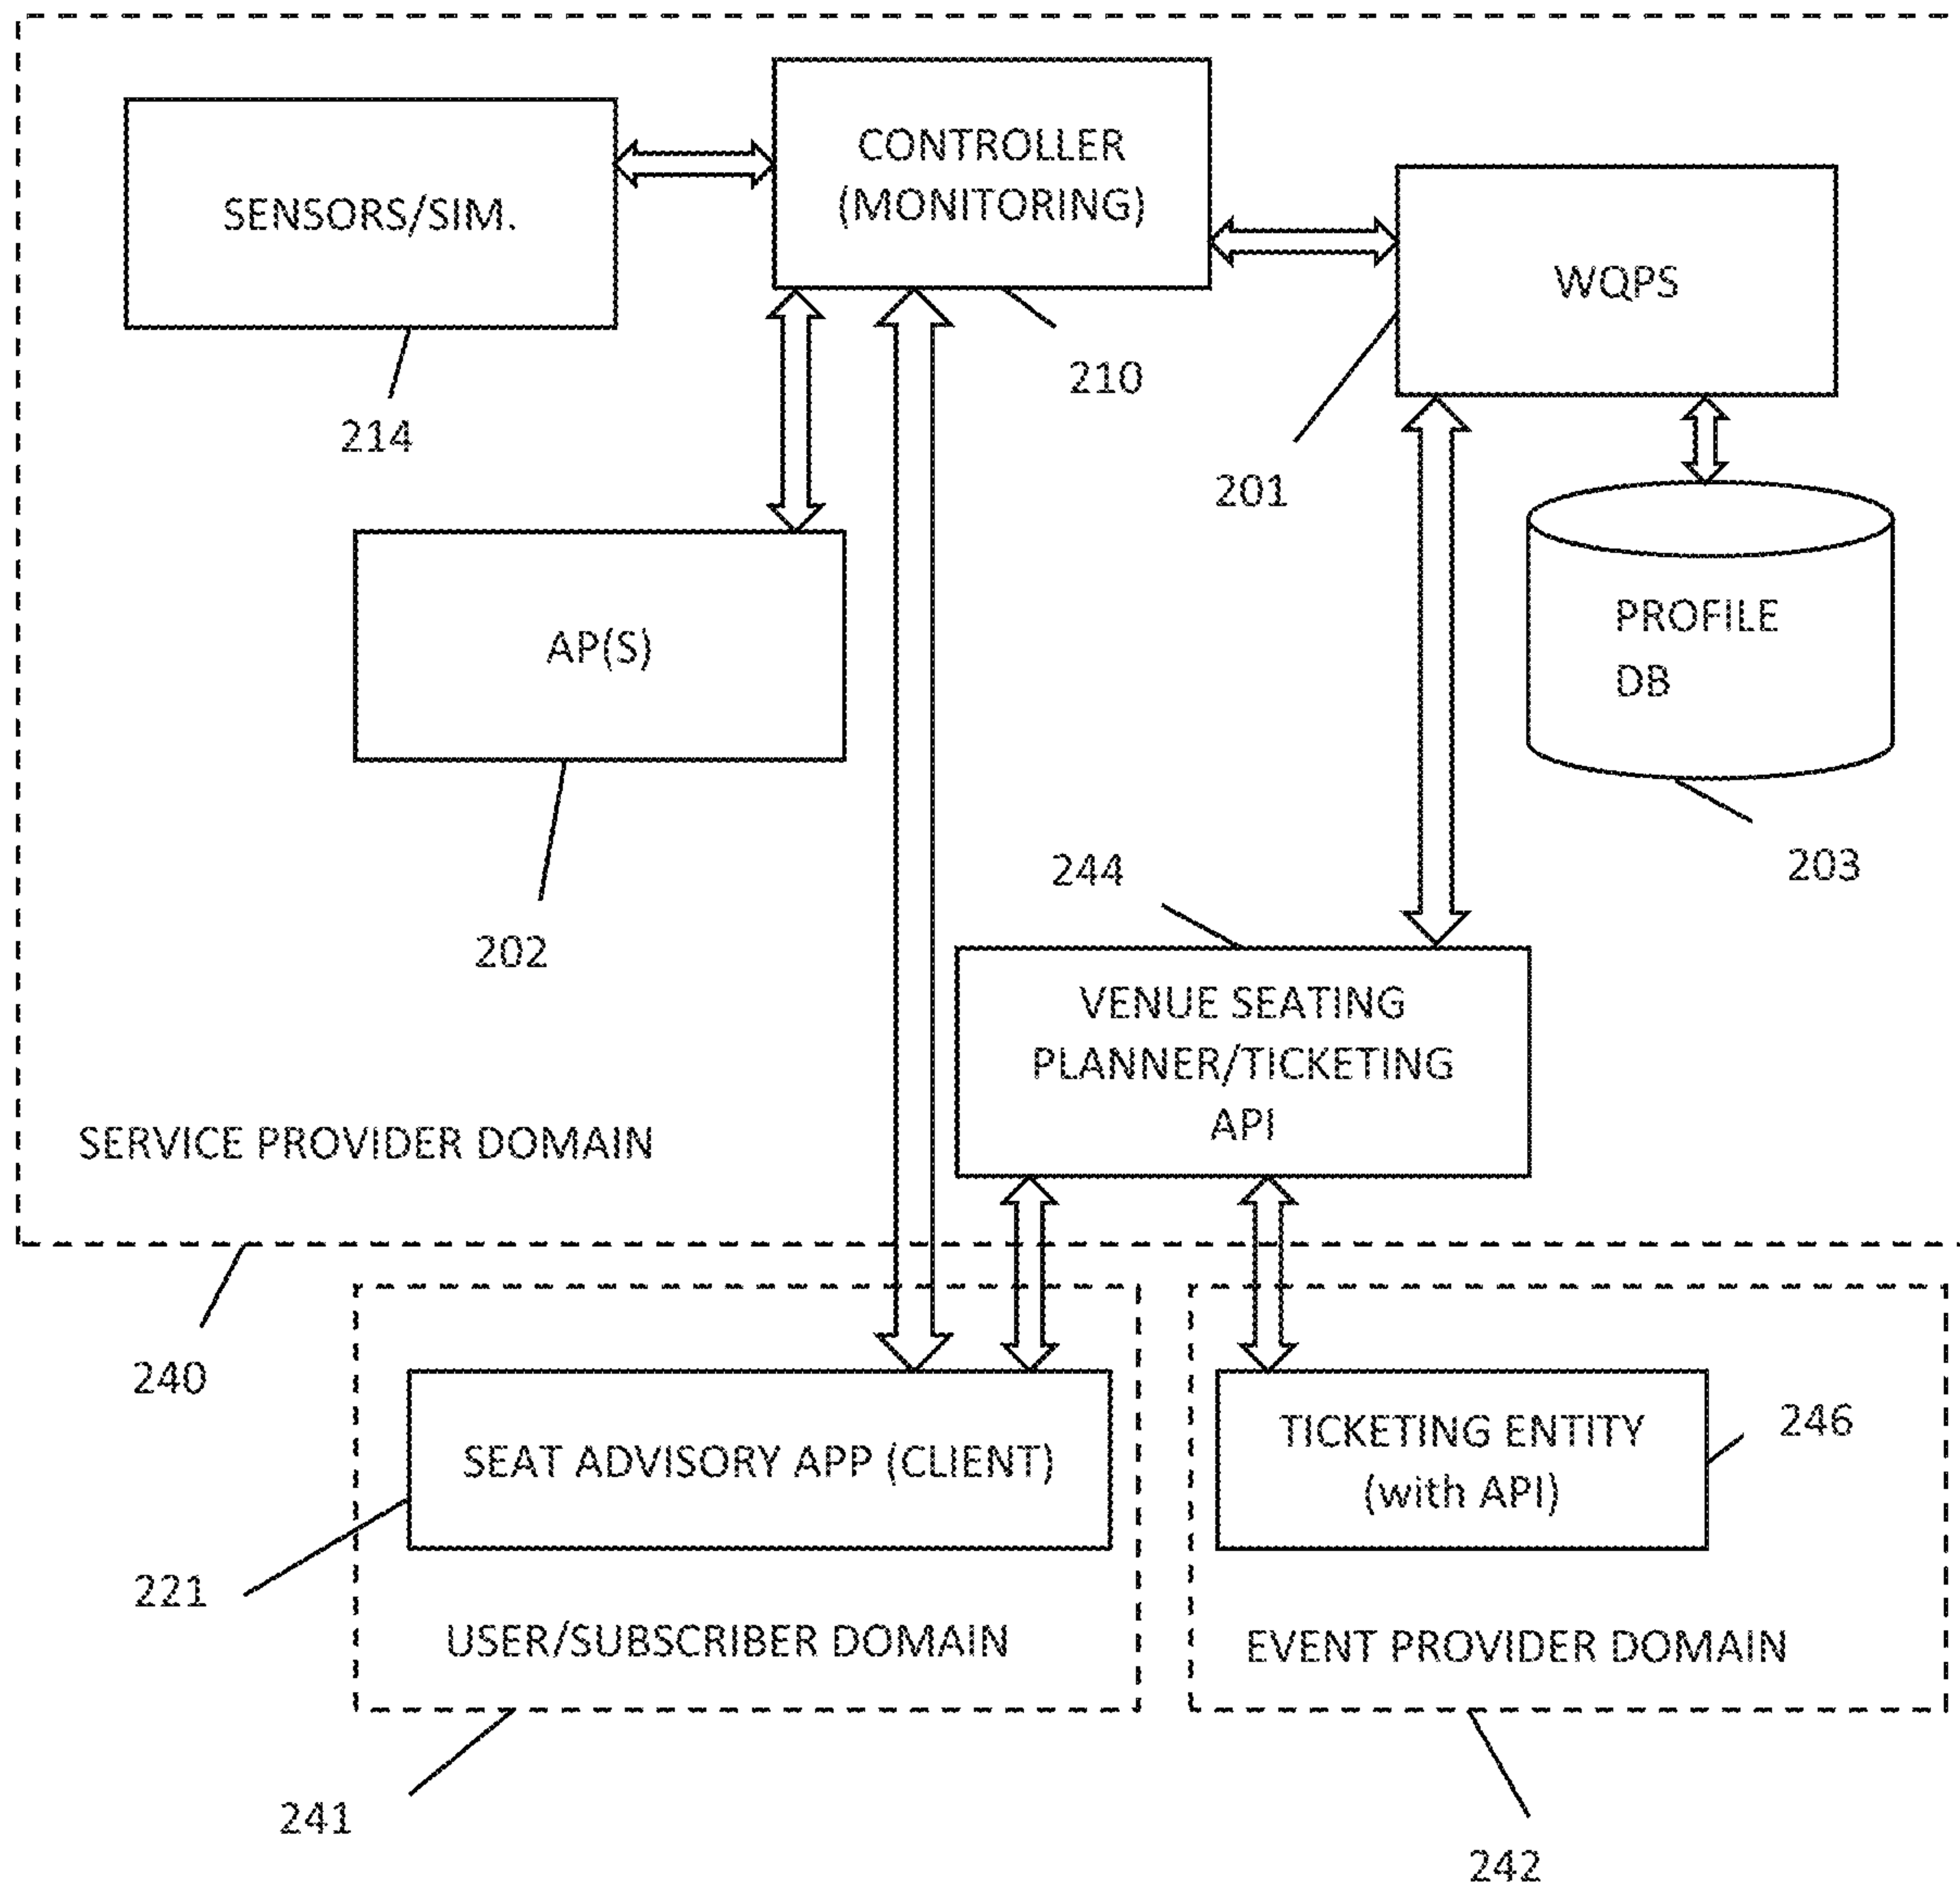 CONTROLLER
(MONITORING)
SENSORS/SIM.
WQPS
210
214
201
PROFILE
DB
AP(S)
203
244
202
VENUE SEATING
PLANNER/TICKETING
API
SERVICE PROVIDER DOMAIN
240
SEAT ADVISORY APP (CLIENT)
TICKETING ENTITY
(with API)
246
221
USER/SUBSCRIBER DOMAIN
EVENT PROVIDER DOMAIN
241
242